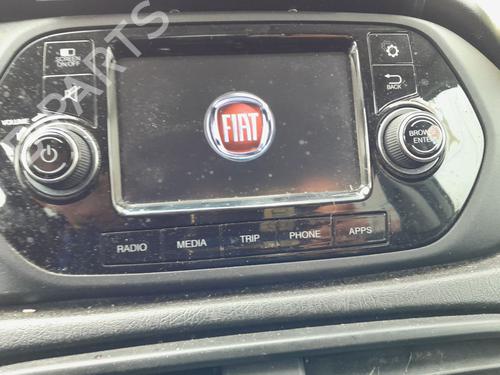 SCREEN
ON/OFF
VOLUME
FIAT
BACK
BROWSE
ENTER
RADIO
MEDIA
TRIP
PHONE
APPS